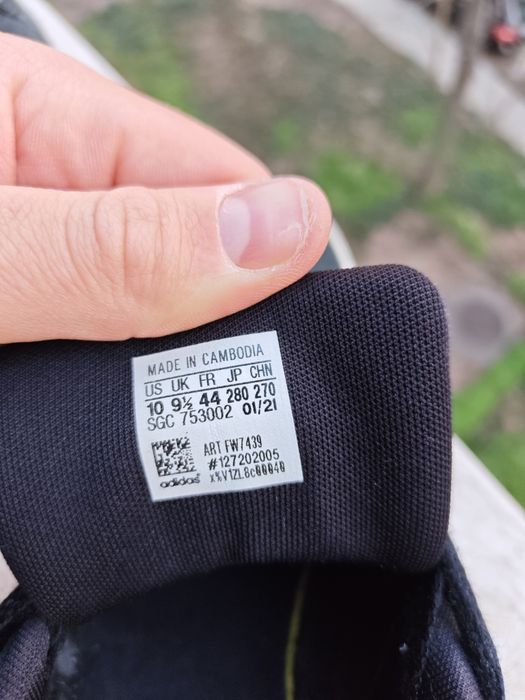 MADE IN CAMBODIA
US UK FR JP CHN
10 9½ 44 280 270
SGC 753002 01/21
ART FW7439
#127202005
adidas